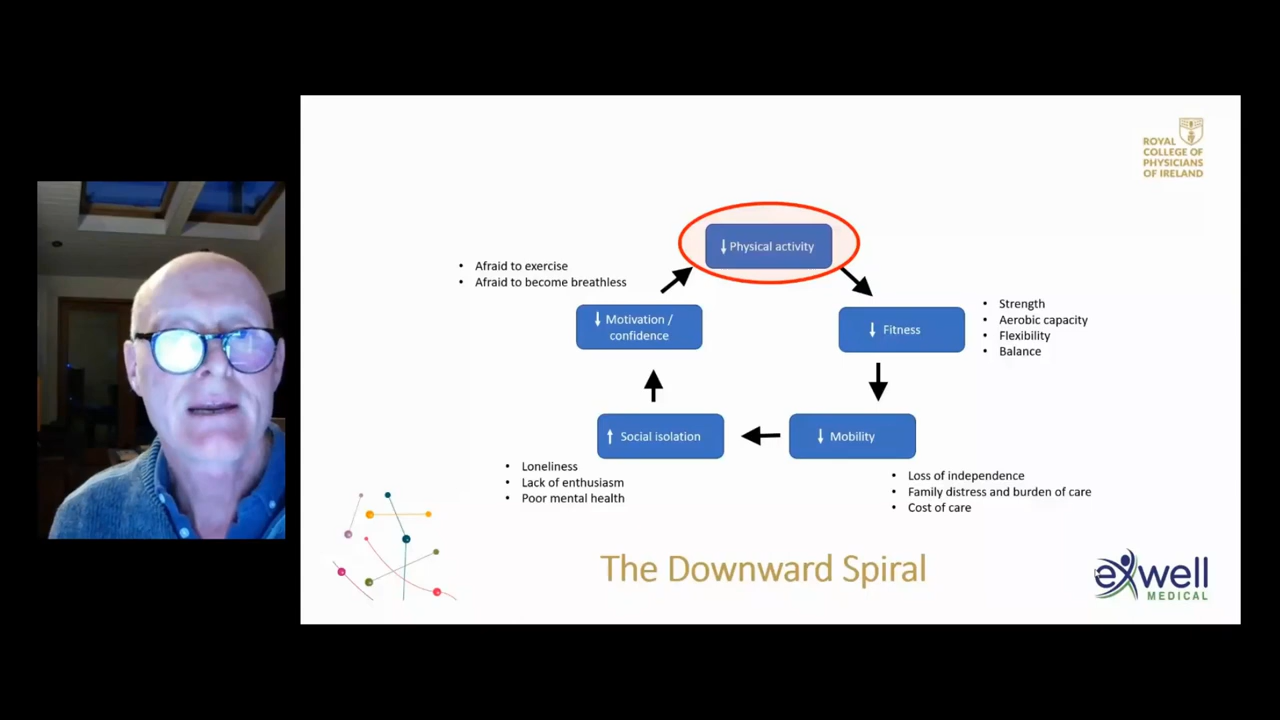 ROYAL
COLLEGE OF
PHYSICIANS
OF IRELAND
↓ Physical activity
• Afraid to exercise
• Afraid to become breathless
↓ Motivation /
confidence
↓ Fitness
• Strength
• Aerobic capacity
• Flexibility
• Balance
↑ Social isolation
↓ Mobility
• Loneliness
• Lack of enthusiasm
• Poor mental health
• Loss of independence
• Family distress and burden of care
• Cost of care
The Downward Spiral
exwell
MEDICAL